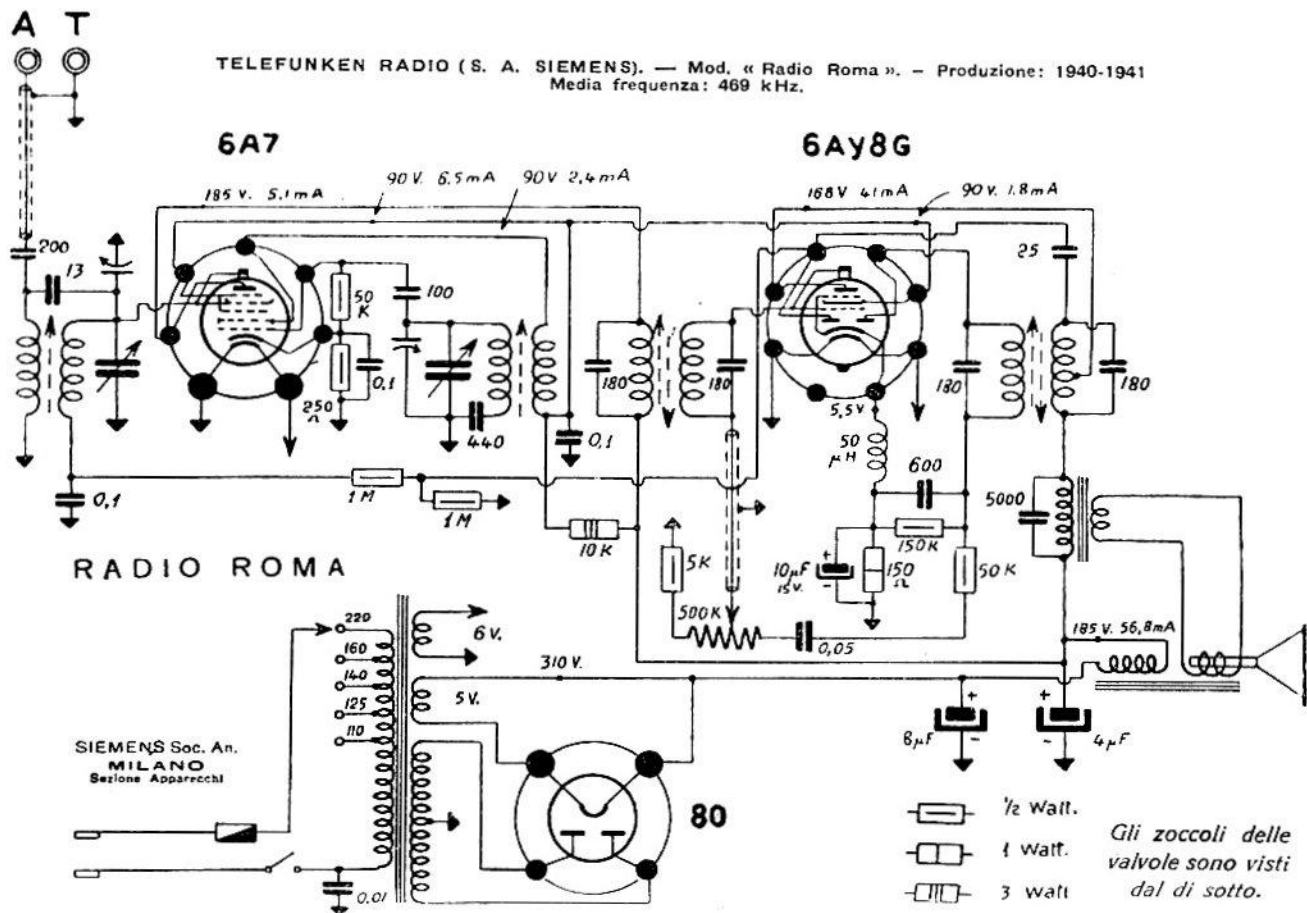 A T
TELEFUNKEN RADIO (S. A. SIEMENS). — Mod. « Radio Roma ». – Produzione: 1940-1941
Media frequenza: 469 kHz.
6A7
6Ay8G
185 V. 5,1 mA
90 V. 6.5 mA
90 V 2,4 mA
168 V 41 mA
90 V. 1.8 mA
200
13
50 K
100
0,1
250 Ω
440
0,1
180
180
180
25
180
5,5 V.
50 μH
600
5000
0,1
1 M
1 M
10 K
5 K
500 K
10 μF 15 V.
150 K
150 Ω
50 K
0,05
185 V. 56,8 mA
RADIO ROMA
220
160
140
125
110
6 V.
5 V.
310 V.
8 μF
4 μF
+
-
+
-
+
-
SIEMENS Soc. An.
MILANO
Sezione Apparecchi
0,01
80
½ Watt.
1 Watt.
3 Watt
Gli zoccoli delle
valvole sono visti
dal di sotto.